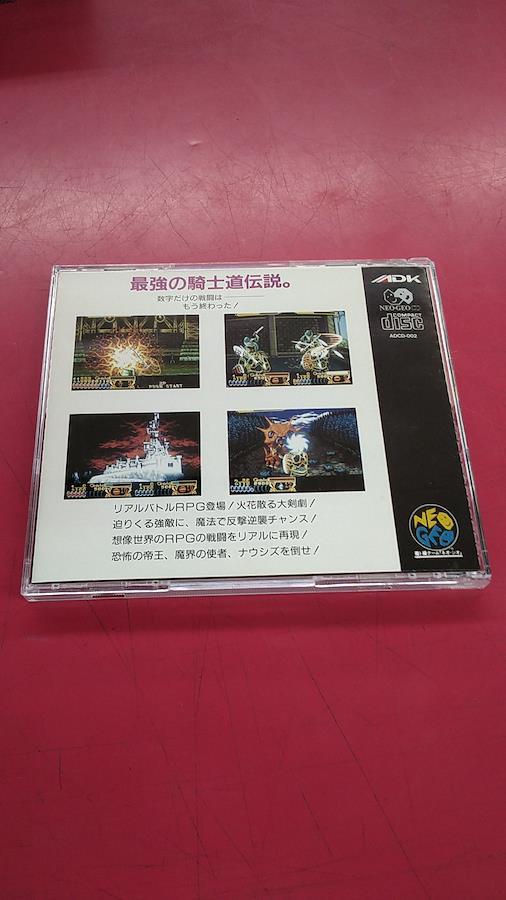 最強の騎士道伝説。
数字だけの戦闘は
もう終わった！
ADK
NEO·GEO CD
COMPACT
disc
ADCD-002
PUSH START
リアルバトルRPG登場！火花散る大剣劇！
迫りくる強敵に、魔法で反撃逆襲チャンス！
想像世界のRPGの戦闘をリアルに再現！
恐怖の帝王、魔界の使者、ナウシズを倒せ！
NEO
GEO